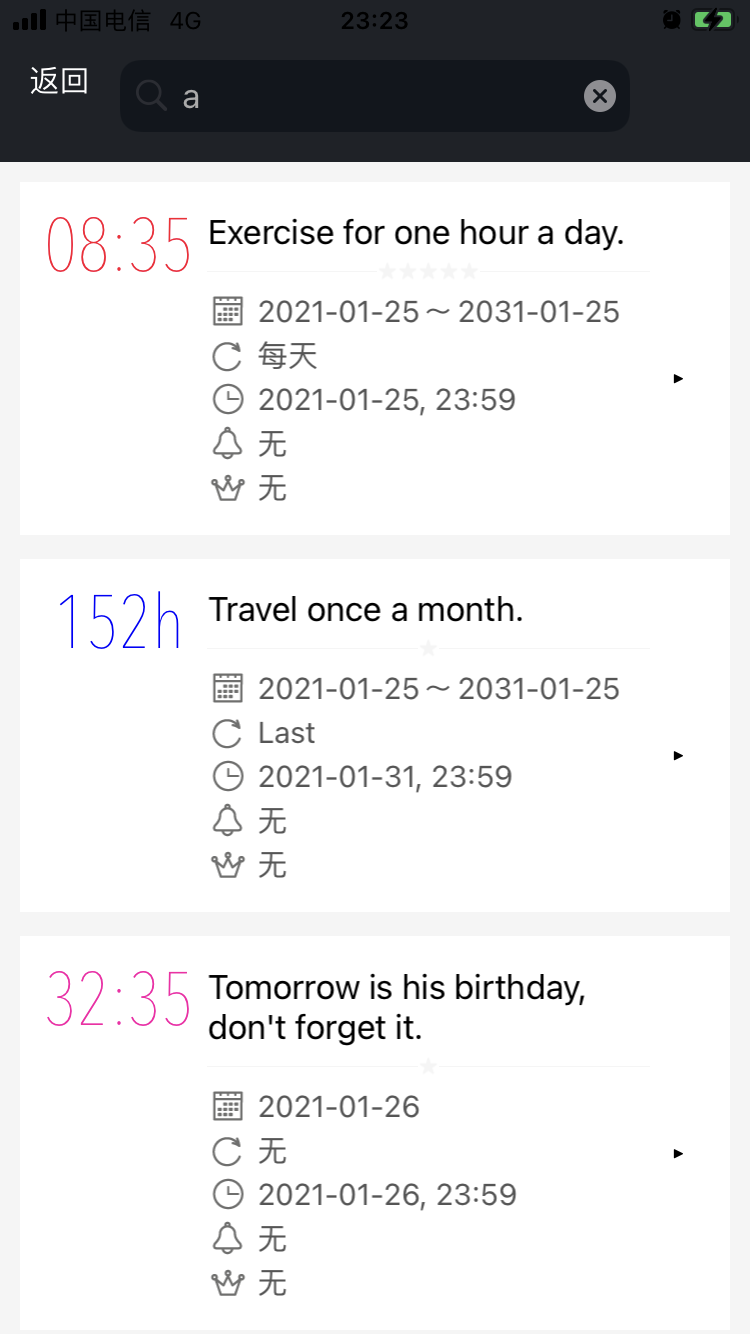 中国电信 4G 23:23
返回 a
08:35 Exercise for one hour a day.
2021-01-25～2031-01-25
每天
2021-01-25, 23:59
无
无
152h Travel once a month.
2021-01-25～2031-01-25
Last
2021-01-31, 23:59
无
无
32:35 Tomorrow is his birthday,
don't forget it.
2021-01-26
无
2021-01-26, 23:59
无
无